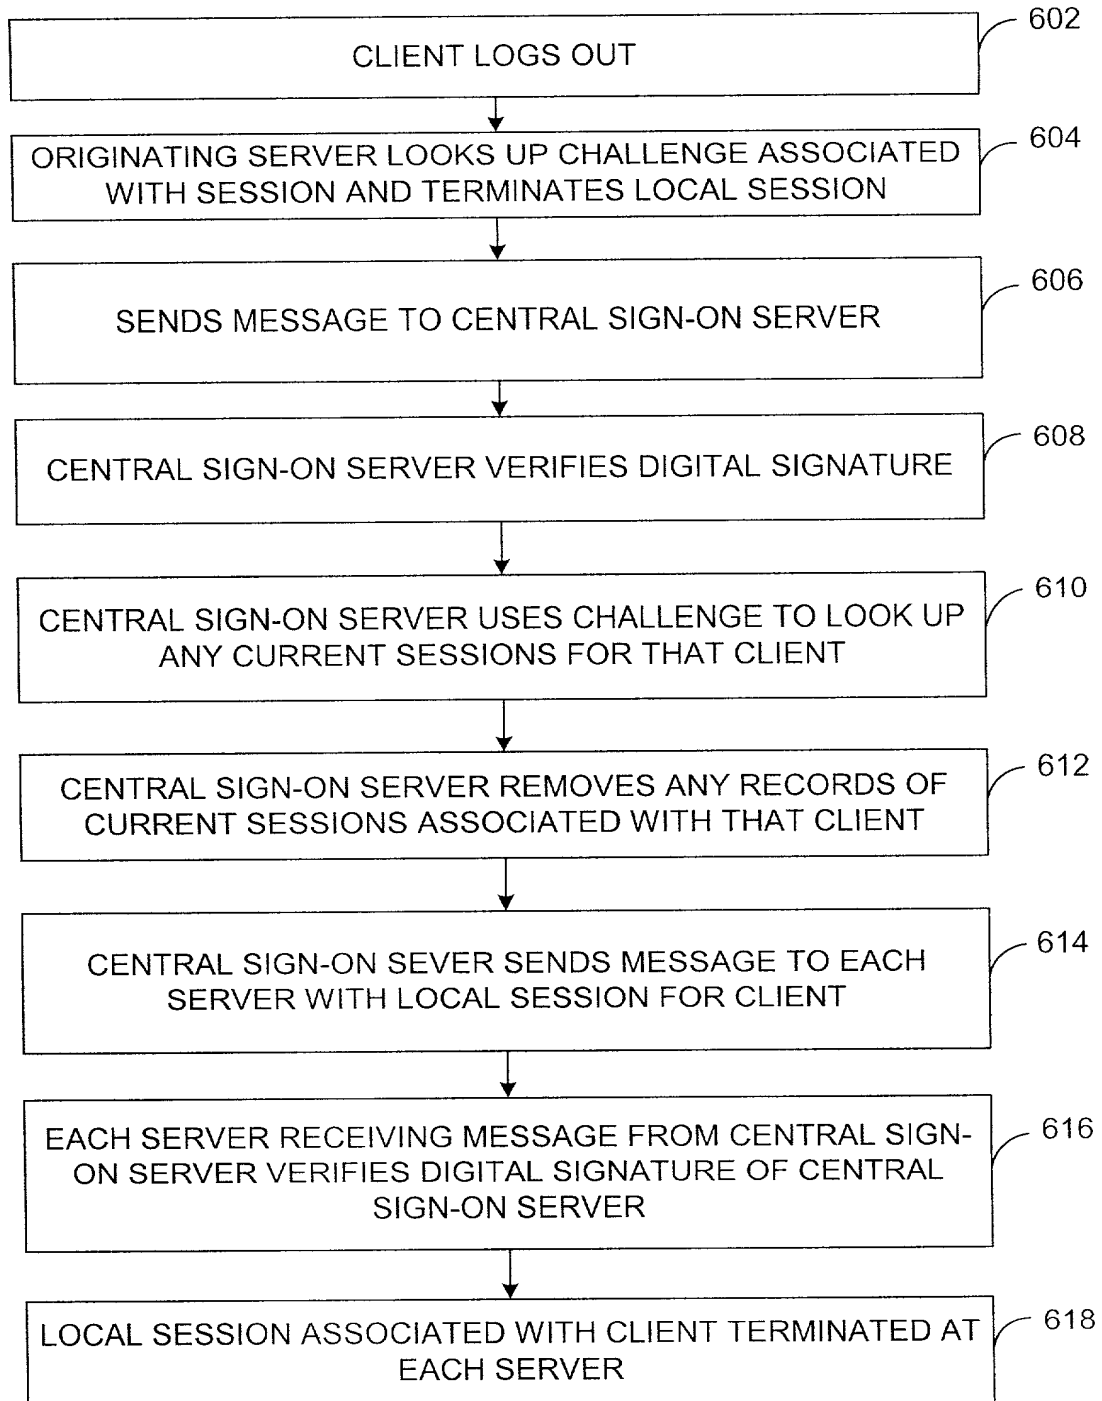 602
CLIENT LOGS OUT
604
ORIGINATING SERVER LOOKS UP CHALLENGE ASSOCIATED
WITH SESSION AND TERMINATES LOCAL SESSION
606
SENDS MESSAGE TO CENTRAL SIGN-ON SERVER
608
CENTRAL SIGN-ON SERVER VERIFIES DIGITAL SIGNATURE
610
CENTRAL SIGN-ON SERVER USES CHALLENGE TO LOOK UP
ANY CURRENT SESSIONS FOR THAT CLIENT
612
CENTRAL SIGN-ON SERVER REMOVES ANY RECORDS OF
CURRENT SESSIONS ASSOCIATED WITH THAT CLIENT
614
CENTRAL SIGN-ON SEVER SENDS MESSAGE TO EACH
SERVER WITH LOCAL SESSION FOR CLIENT
616
EACH SERVER RECEIVING MESSAGE FROM CENTRAL SIGN-
ON SERVER VERIFIES DIGITAL SIGNATURE OF CENTRAL
SIGN-ON SERVER
618
LOCAL SESSION ASSOCIATED WITH CLIENT TERMINATED AT
EACH SERVER